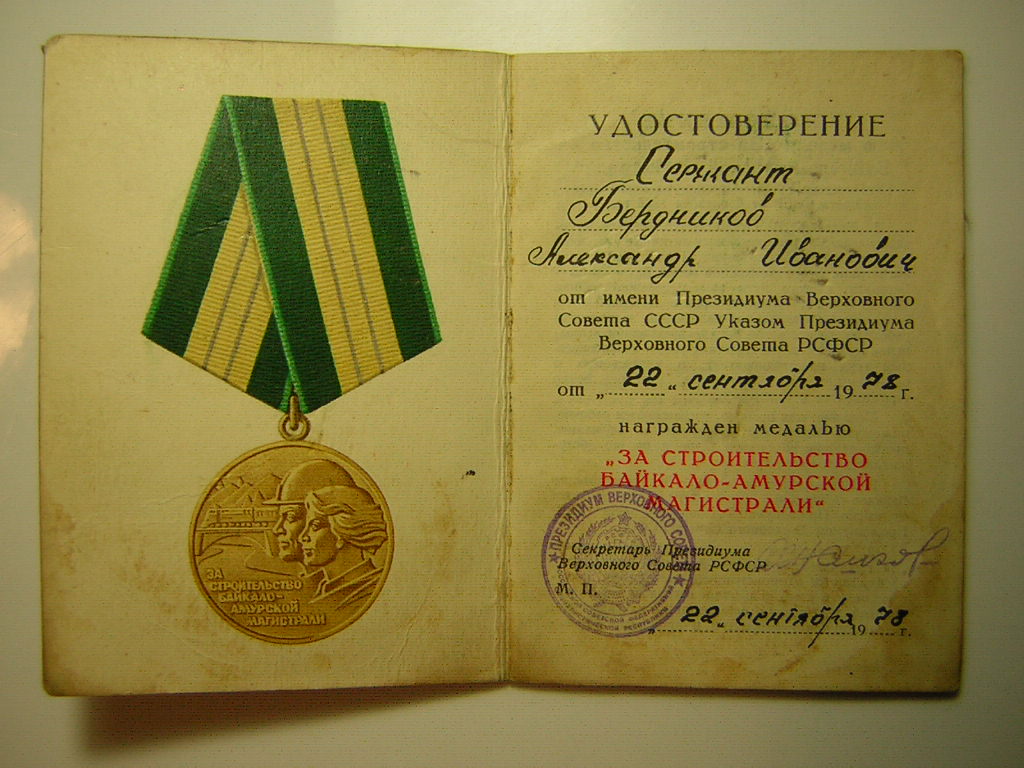 ЗА
СТРОИТЕЛЬСТВО
БАЙКАЛО-
АМУРСКОЙ
МАГИСТРАЛИ
УДОСТОВЕРЕНИЕ
Сержант
Бердников
Александр Иванович
от имени Президиума Верховного
Совета СССР Указом Президиума
Верховного Совета РСФСР
от „22“ сентября 1978 г.
награжден медалью
„ЗА СТРОИТЕЛЬСТВО
БАЙКАЛО-АМУРСКОЙ
МАГИСТРАЛИ“
ПРЕЗИДИУМ ВЕРХОВНОГО СОВЕТА
Секретарь Президиума
Верховного Совета РСФСР
М. П.
„22“ сентября 1978 г.